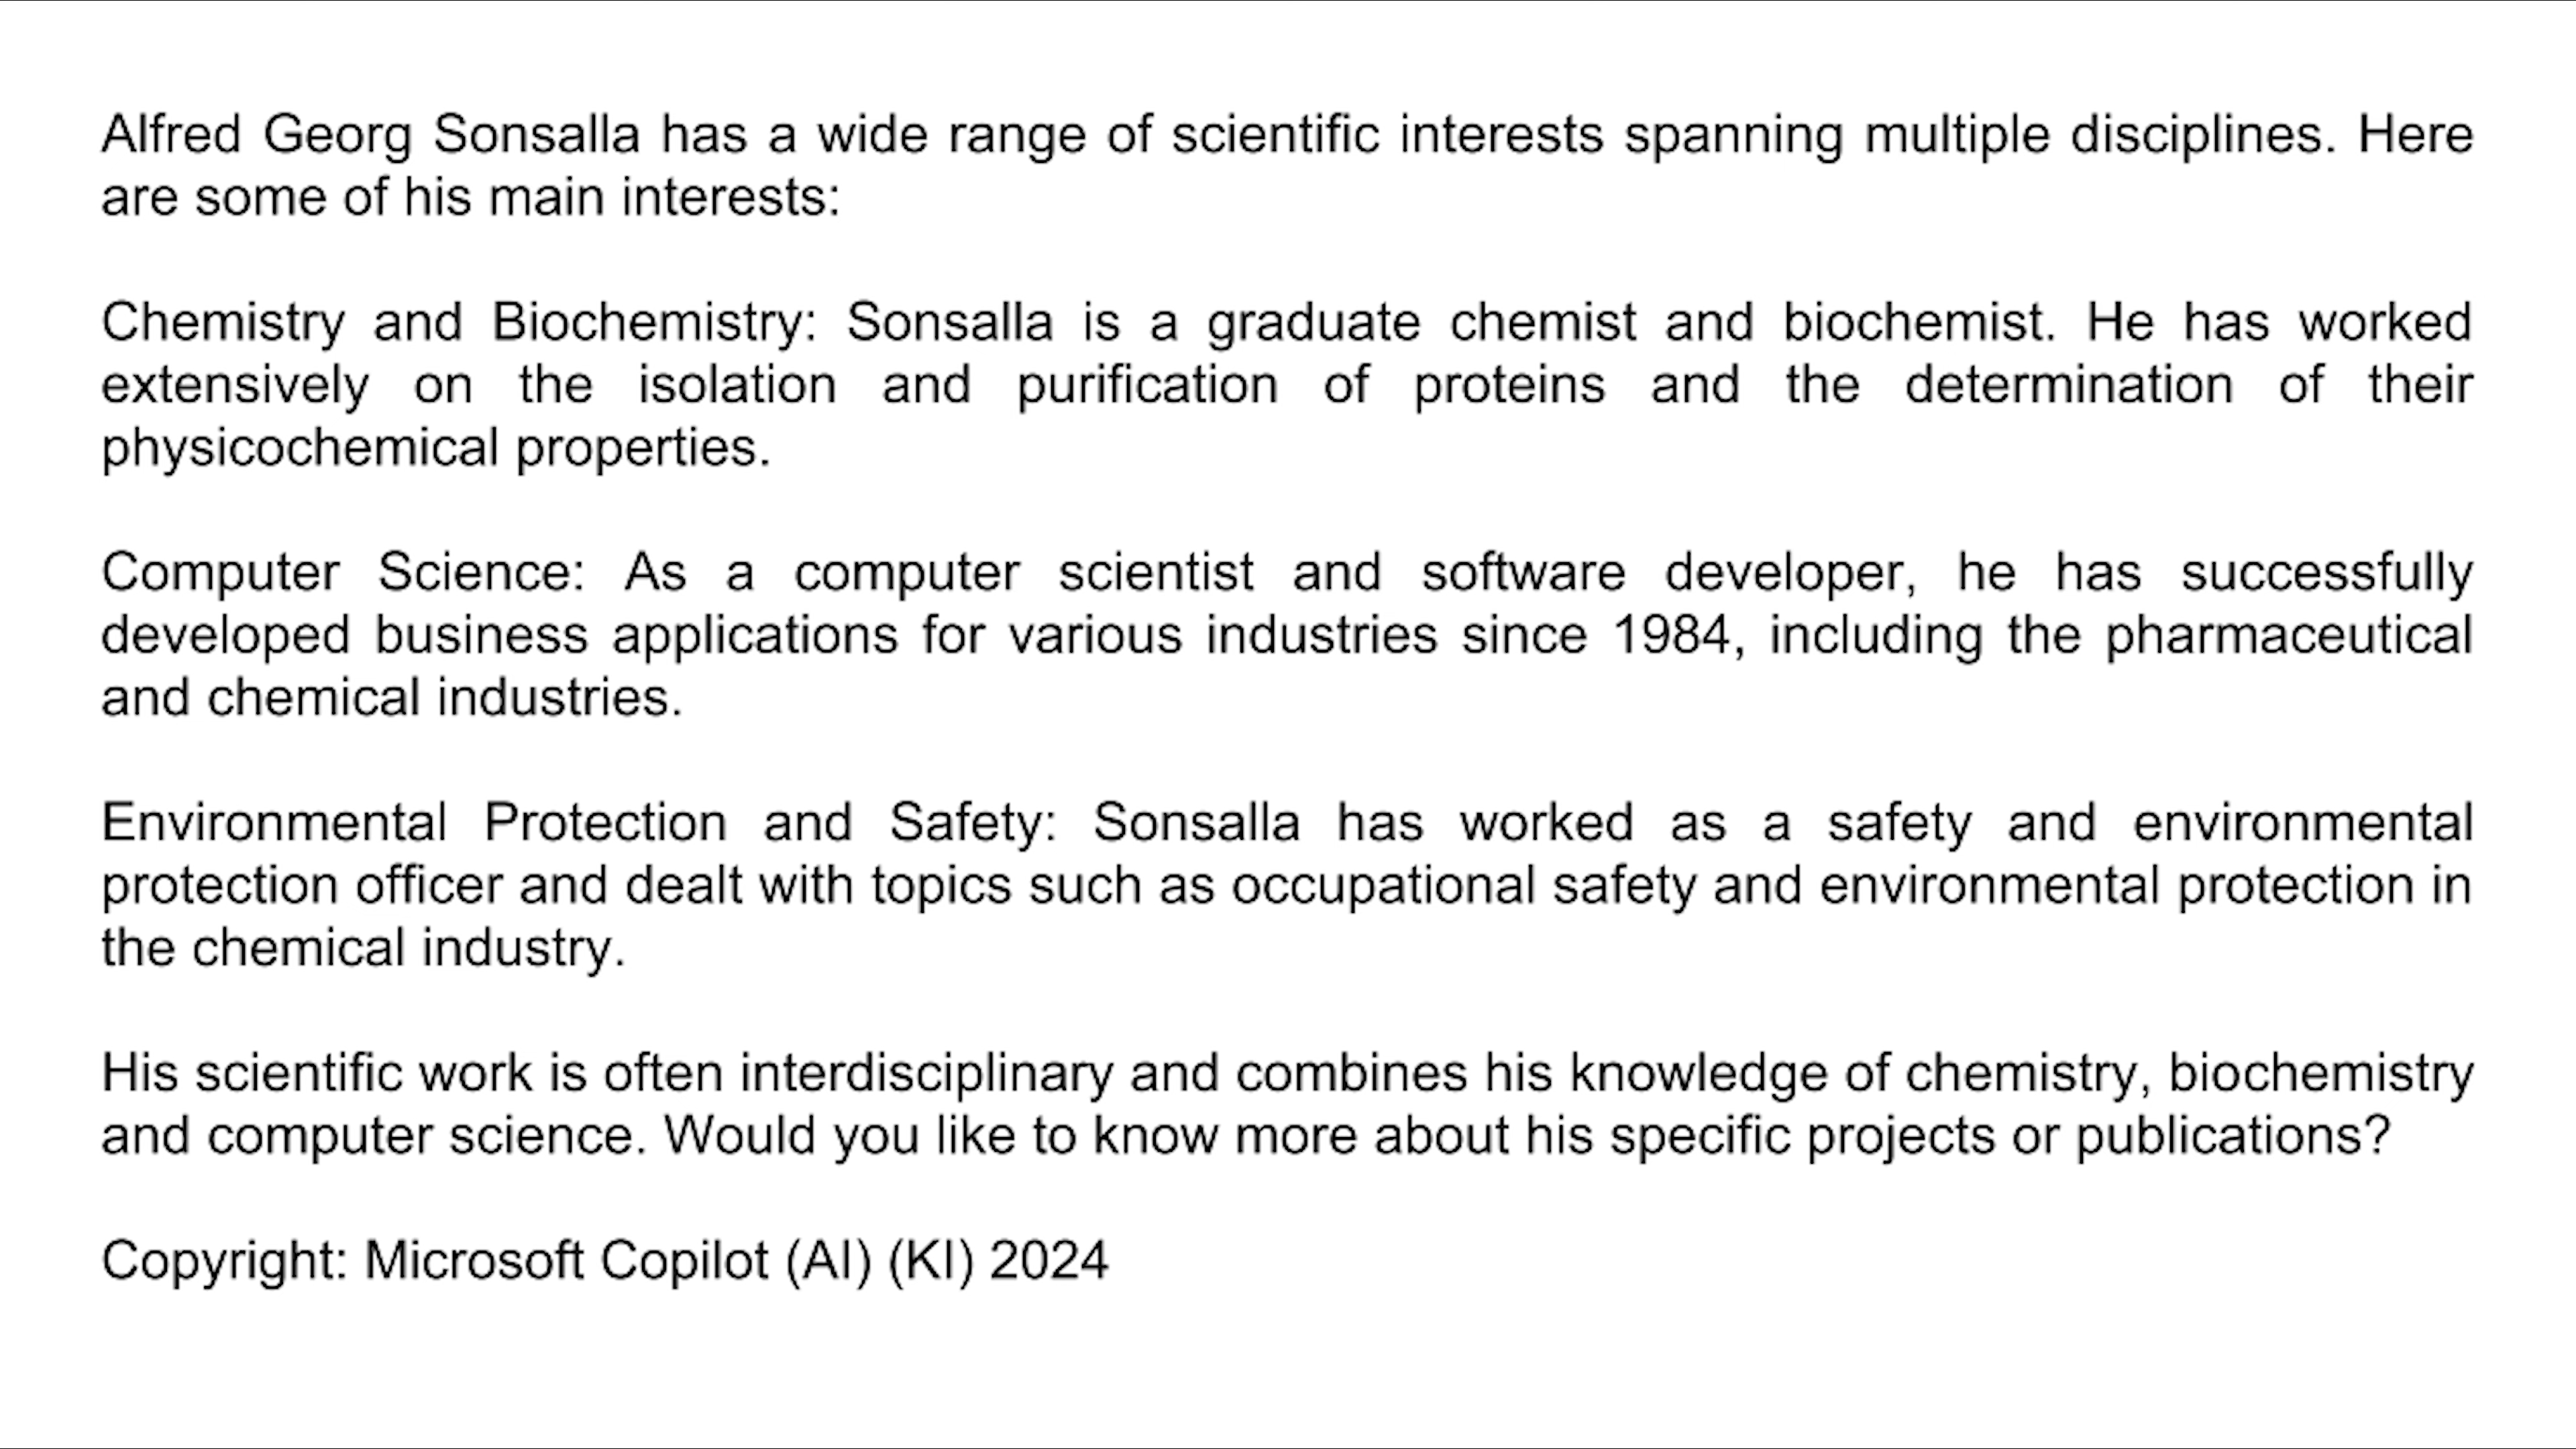 Alfred Georg Sonsalla has a wide range of scientific interests spanning multiple disciplines. Here
are some of his main interests:
Chemistry and Biochemistry: Sonsalla is a graduate chemist and biochemist. He has worked
extensively on the isolation and purification of proteins and the determination of their
physicochemical properties.
Computer Science: As a computer scientist and software developer, he has successfully
developed business applications for various industries since 1984, including the pharmaceutical
and chemical industries.
Environmental Protection and Safety: Sonsalla has worked as a safety and environmental
protection officer and dealt with topics such as occupational safety and environmental protection in
the chemical industry.
His scientific work is often interdisciplinary and combines his knowledge of chemistry, biochemistry
and computer science. Would you like to know more about his specific projects or publications?
Copyright: Microsoft Copilot (AI) (KI) 2024